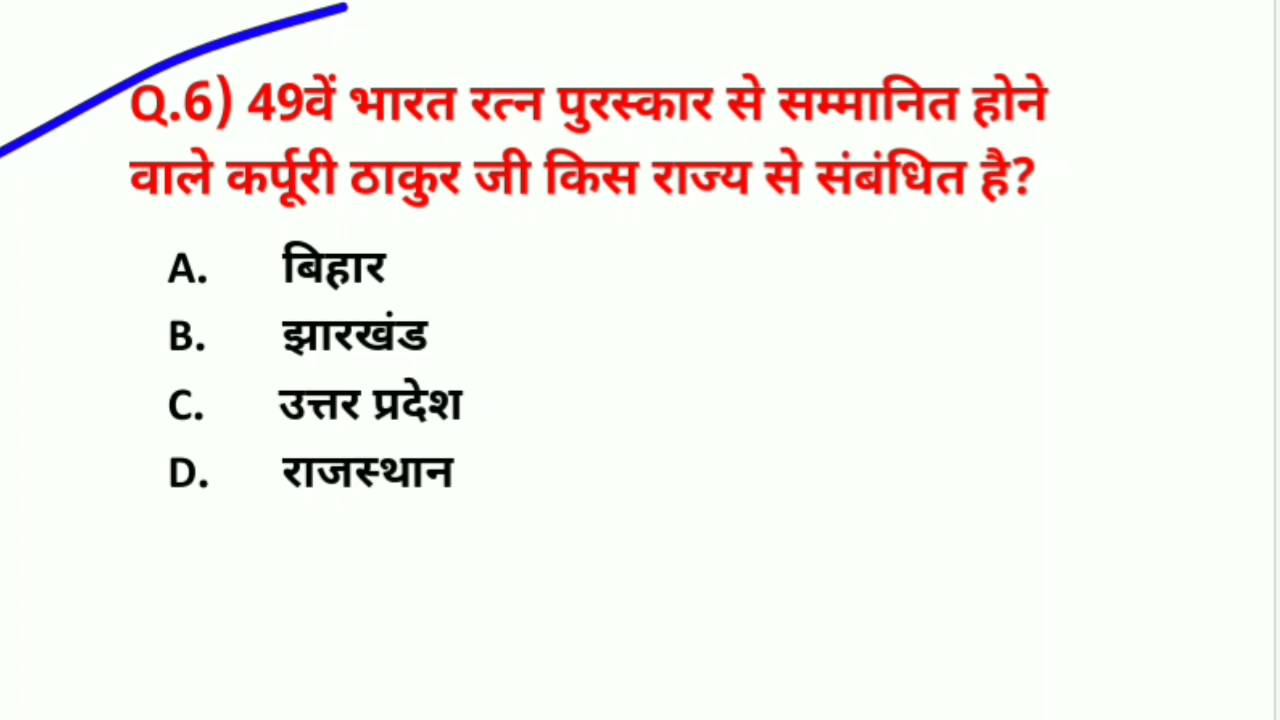 Q.6) 49वें भारत रत्न पुरस्कार से सम्मानित होने
वाले कर्पूरी ठाकुर जी किस राज्य से संबंधित है?
A. बिहार
B. झारखंड
C. उत्तर प्रदेश
D. राजस्थान